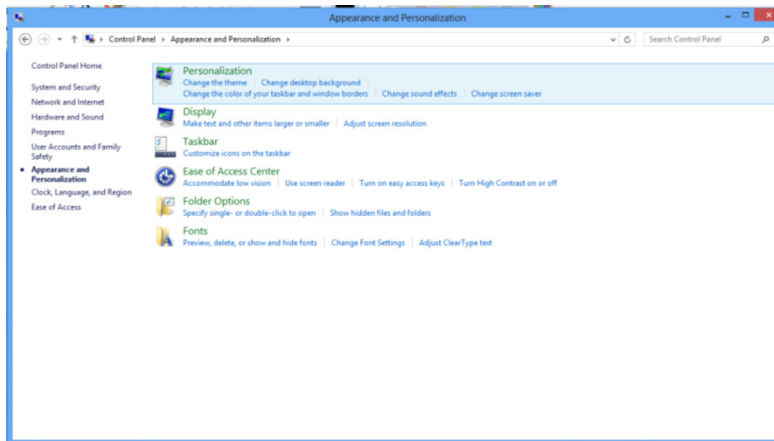 Appearance and Personalization
Control Panel Appearance and Personalization
Search Control Panel
Control Panel Home
System and Security
Network and Internet
Hardware and Sound
Programs
User Accounts and Family
Safety
Appearance and
Personalization
Clock, Language, and Region
Ease of Access
Personalization
Change the theme Change desktop background
Change the color of your taskbar and window borders Change sound effects Change screen saver
Display
Make text and other items larger or smaller Adjust screen resolution
Taskbar
Customize icons on the taskbar
Ease of Access Center
Accommodate low vision Use screen reader Turn on easy access keys Turn High Contrast on or off
Folder Options
Specify single- or double-click to open Show hidden files and folders
Fonts
Preview, delete, or show and hide fonts Change Font Settings Adjust ClearType text